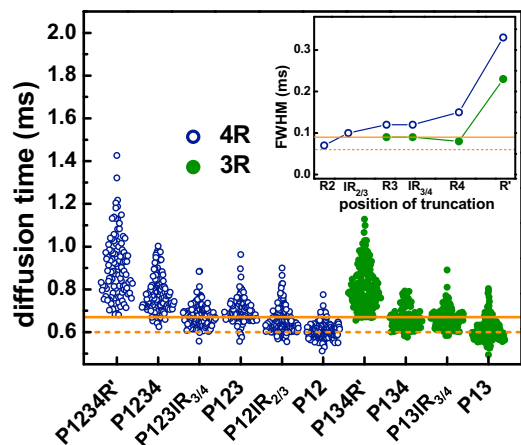 2.0
1.8
1.6
1.4
1.2
1.0
0.8
0.6
0.4
diffusion time (ms)
4R
3R
0.3
0.2
0.1
0.0
FWHM (ms)
R2 IR2/3 R3 IR3/4 R4 R'
position of truncation
P1234R' P1234 P123IR3/4 P123 P12IR2/3 P12 P134R' P134 P13IR3/4 P13